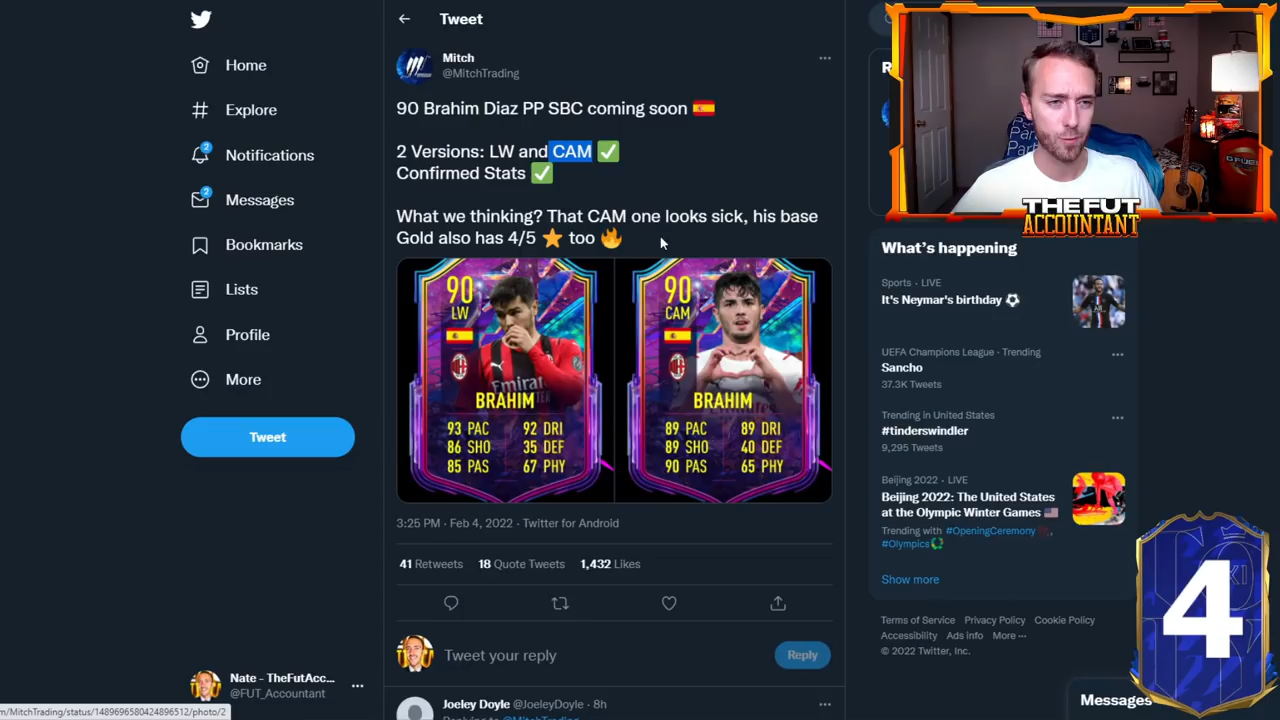 Home
Explore
2
Notifications
2
Messages
Bookmarks
Lists
Profile
More
Tweet
Nate - TheFutAcc...
@FUT_Accountant
m/MitchTrading/status/1489696580424896512/photo/2
Tweet
Mitch
@MitchTrading
90 Brahim Diaz PP SBC coming soon 🇪🇸
2 Versions: LW and CAM ✅
Confirmed Stats ✅
What we thinking? That CAM one looks sick, his base
Gold also has 4/5 ⭐ too 🔥
90
LW
BRAHIM
93 PAC 92 DRI
86 SHO 35 DEF
85 PAS 67 PHY
90
CAM
BRAHIM
89 PAC 89 DRI
89 SHO 40 DEF
90 PAS 65 PHY
3:25 PM · Feb 4, 2022 · Twitter for Android
41 Retweets 18 Quote Tweets 1,432 Likes
Tweet your reply
Reply
Joeley Doyle @JoeleyDoyle · 8h
THE FUT
ACCOUNTANT
What's happening
Sports · LIVE
It's Neymar's birthday ⚽
UEFA Champions League · Trending
Sancho
37.3K Tweets
Trending in United States
#tinderswindler
9,295 Tweets
Beijing 2022 · LIVE
Beijing 2022: The United States
at the Olympic Winter Games 🇺🇸
Trending with #OpeningCeremony ,
#Olympics
Show more
Terms of Service Privacy Policy Cookie Policy
Accessibility Ads info More ···
© 2022 Twitter, Inc.
Messages
4